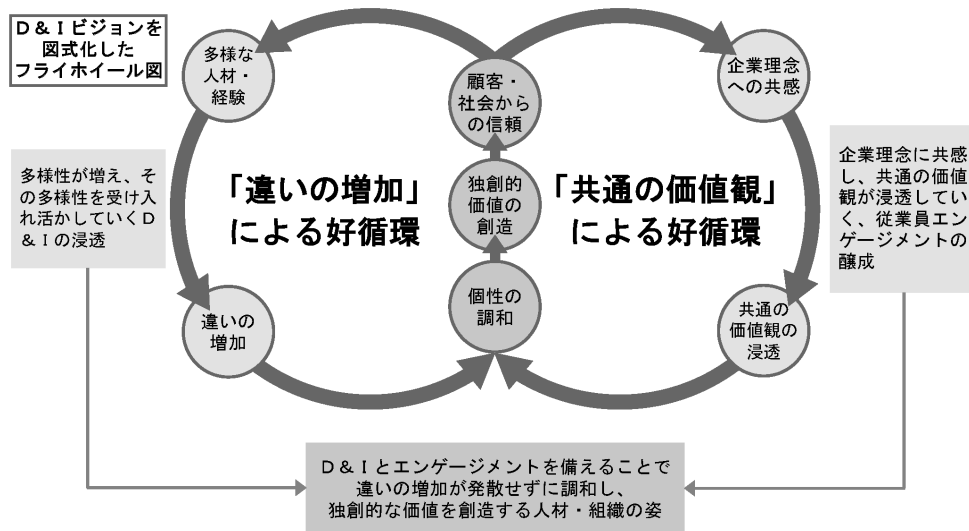 D&Iビジョンを
図式化した
フライホイール図
多様な
人材・
経験
顧客・
社会から
の信頼
企業理念
への共感
多様性が増え、そ
の多様性を受け入
れ活かしていくD
&Iの浸透
「違いの増加」
による好循環
独創的
価値の
創造
「共通の価値観」
による好循環
企業理念に共感
し、共通の価値
観が浸透してい
く、従業員エン
ゲージメントの
醸成
違いの
増加
個性の
調和
共通の
価値観の
浸透
D&Iとエンゲージメントを備えることで
違いの増加が発散せずに調和し、
独創的な価値を創造する人材・組織の姿